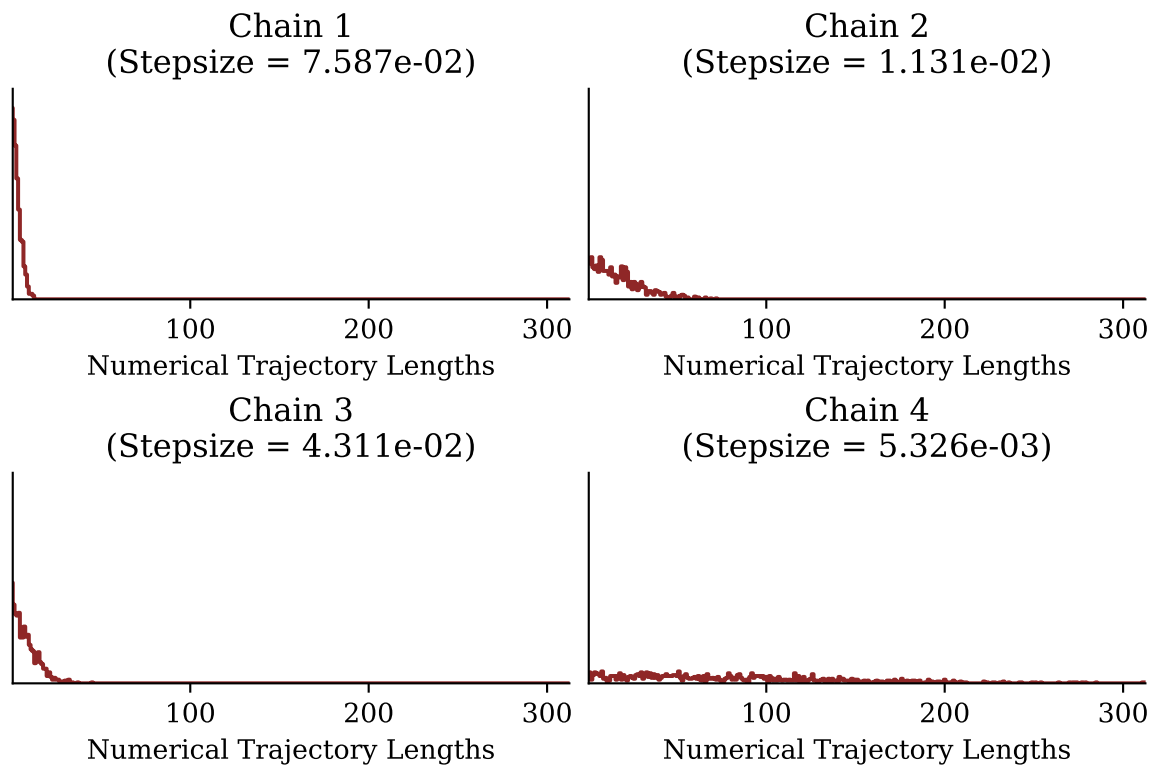 Chain 1
(Stepsize = 7.587e-02)
100
200
300
Numerical Trajectory Lengths
Chain 2
(Stepsize = 1.131e-02)
100
200
300
Numerical Trajectory Lengths
Chain 3
(Stepsize = 4.311e-02)
100
200
300
Numerical Trajectory Lengths
Chain 4
(Stepsize = 5.326e-03)
100
200
300
Numerical Trajectory Lengths